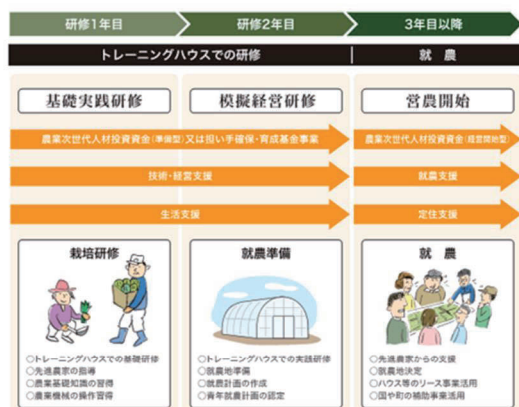 研修1年目
研修2年目
3年目以降
トレーニングハウスでの研修
就 農
基礎実践研修
模擬経営研修
営農開始
農業次世代人材投資資金(準備型)又は担い手確保・育成基金事業
農業次世代人材投資資金(経営開始型)
技術・経営支援
就農支援
生活支援
定住支援
栽培研修
就農準備
就 農
○トレーニングハウスでの基礎研修
○先進農家の指導
○農業基礎知識の習得
○農業機械の操作習得
○トレーニングハウスでの実践研修
○就農地準備
○就農計画の作成
○青年就農計画の認定
○先進農家からの支援
○就農地決定
○ハウス等のリース事業活用
○国や町の補助事業活用